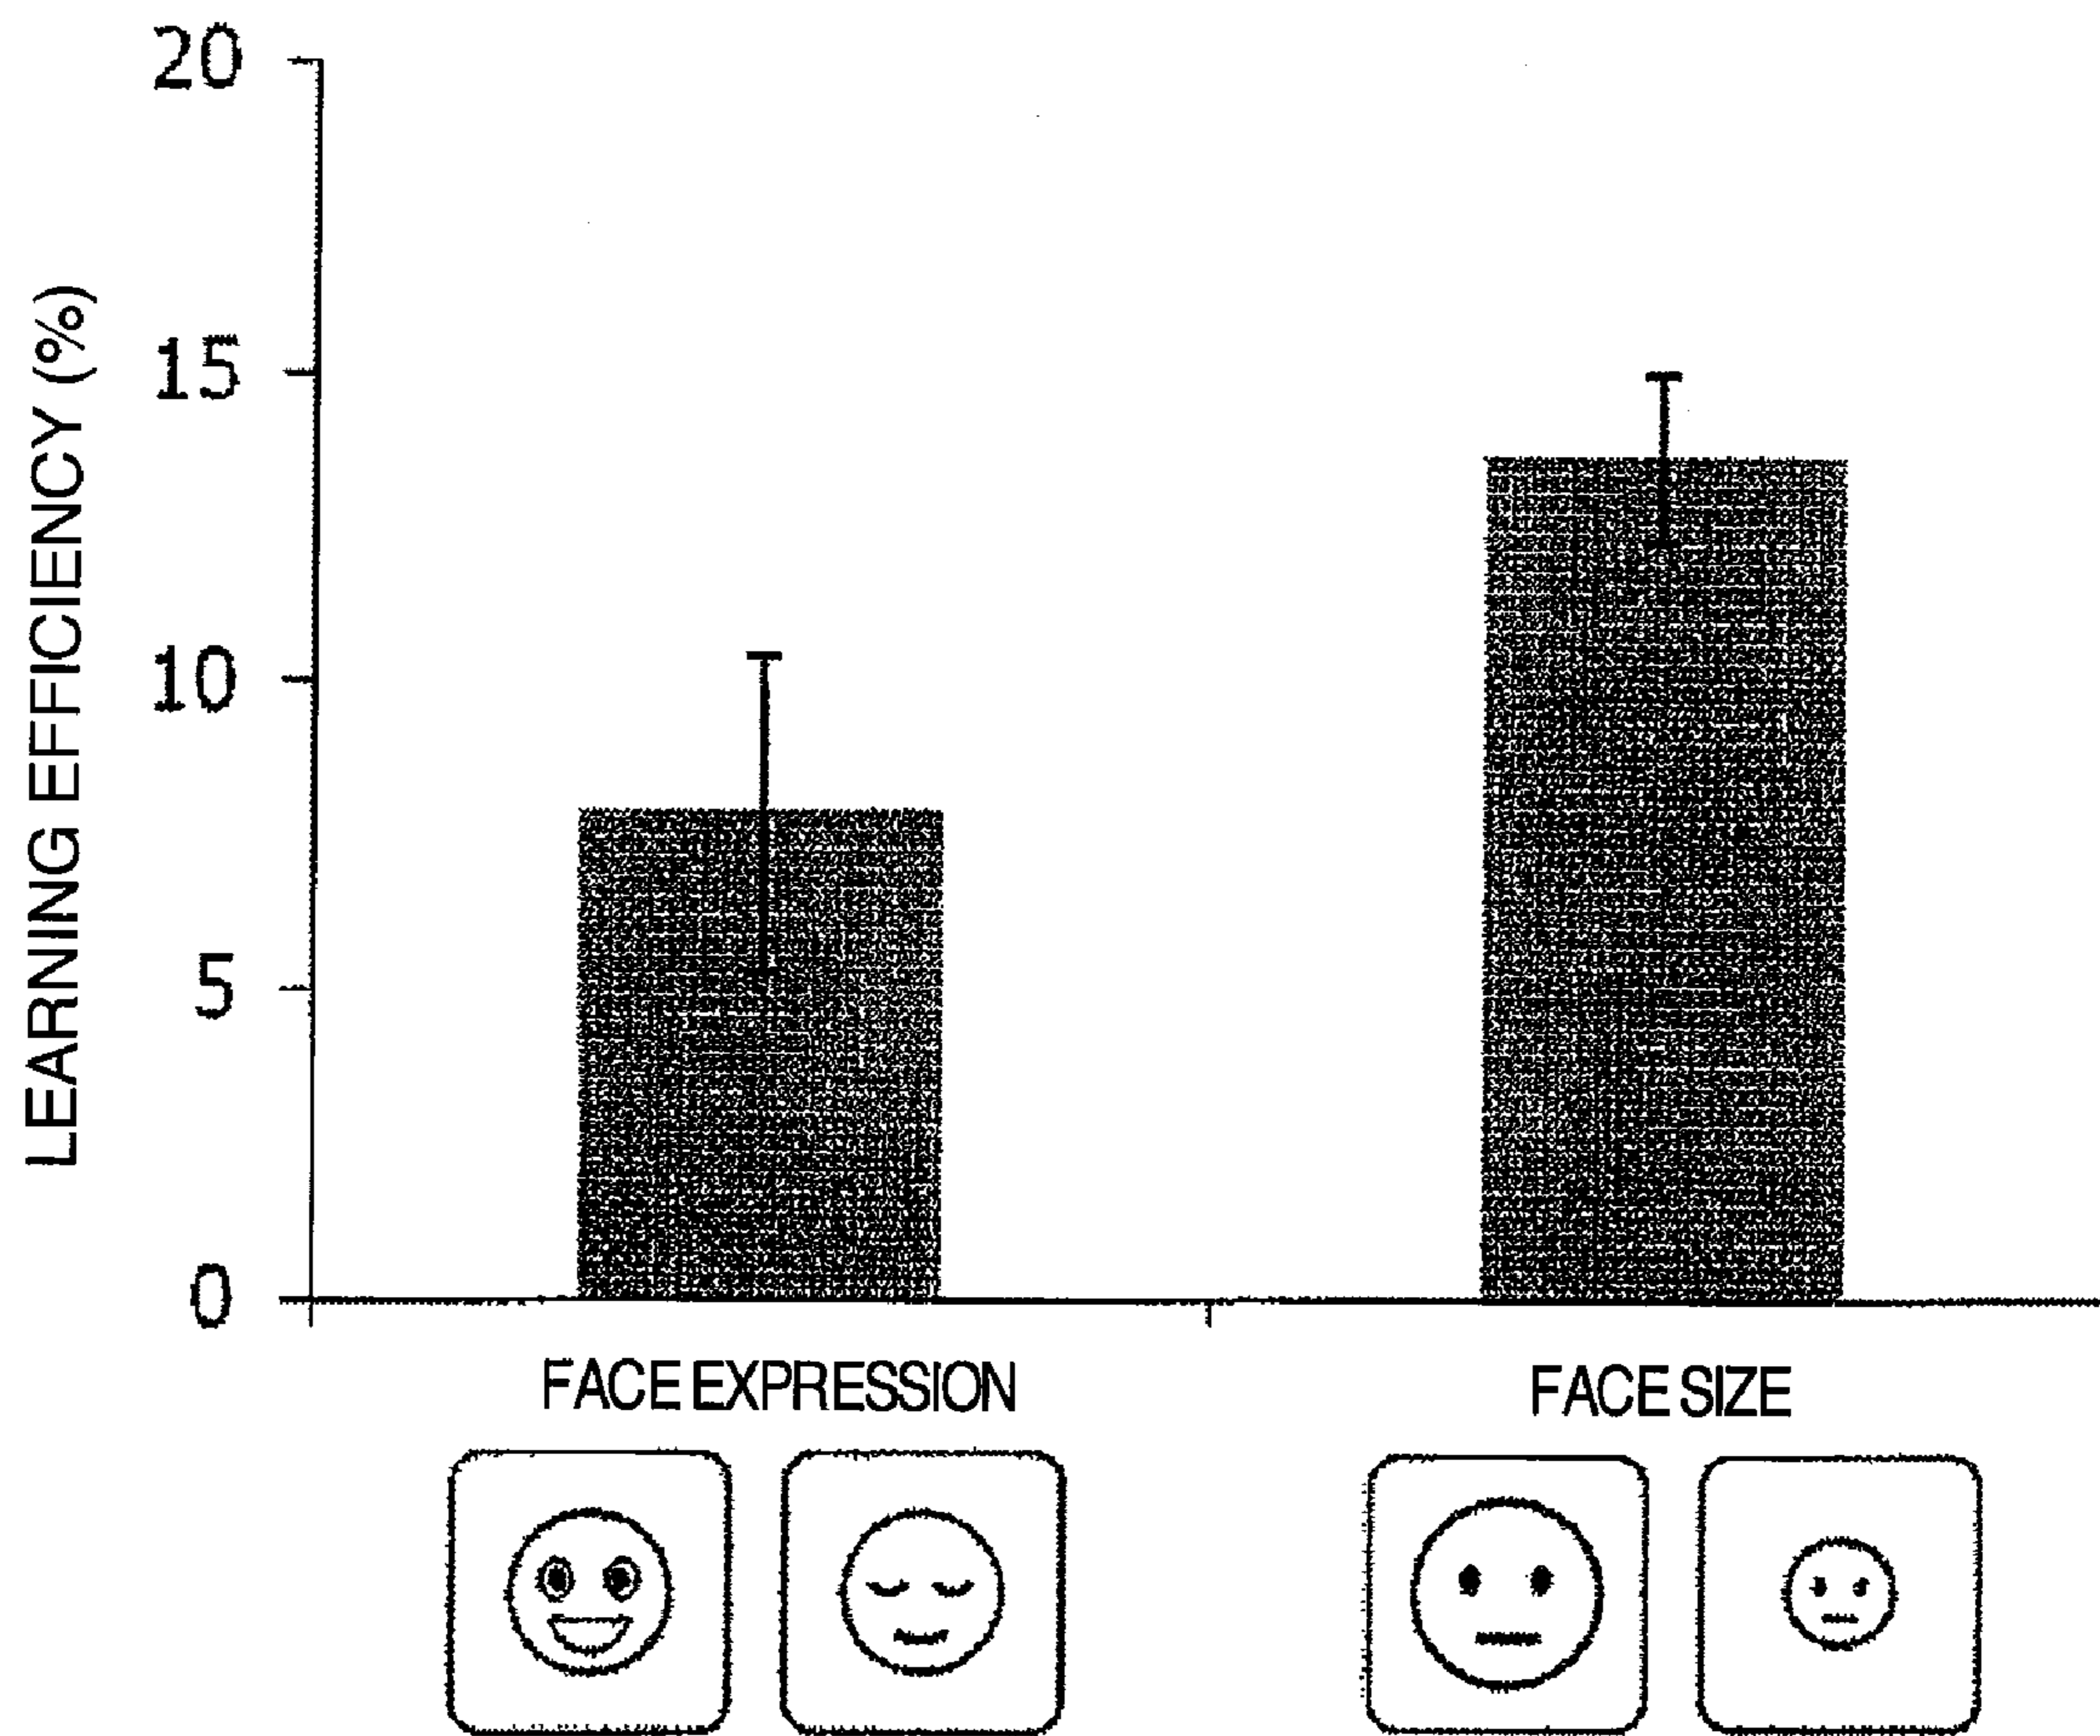 LEARNING EFFICIENCY (%)
20
15
10
5
0
FACE EXPRESSION
FACE SIZE